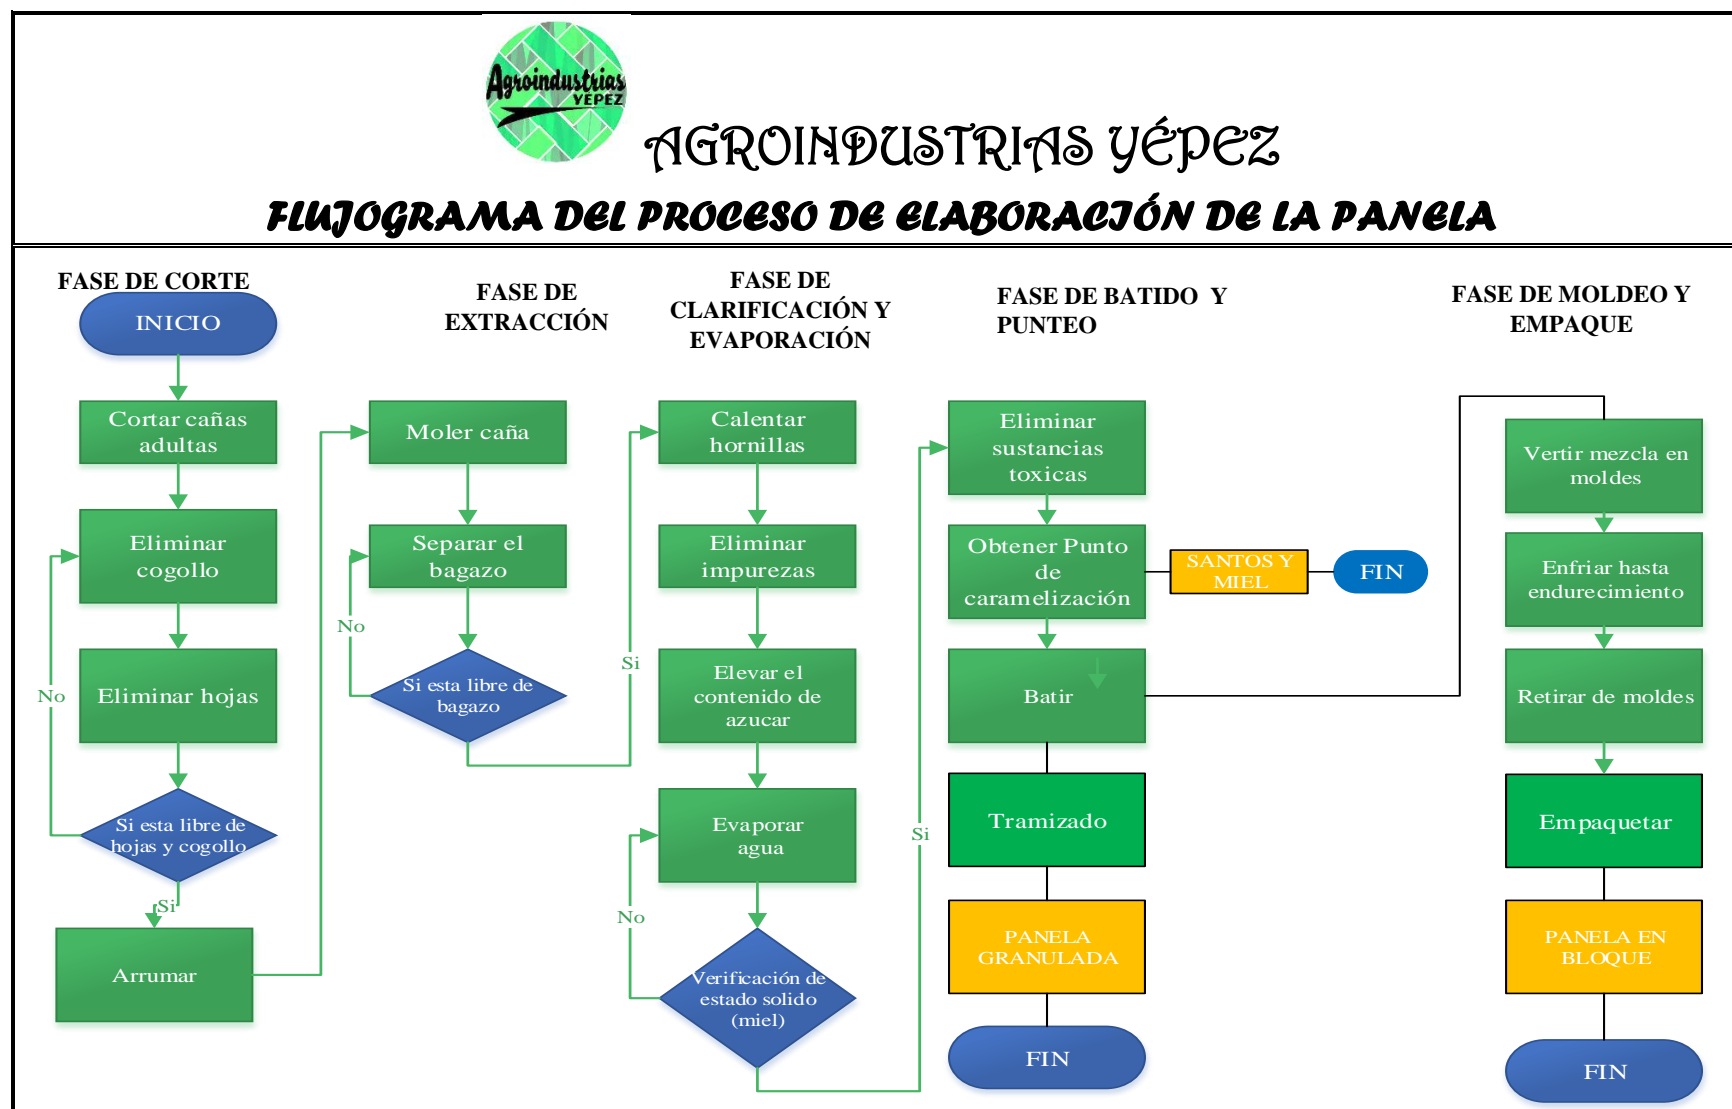 Agroindustrias
YÉPEZ
AGROINDUSTRIAS YÉPEZ
FLUJOGRAMA DEL PROCESO DE ELABORACIÓN DE LA PANELA
FASE DE CORTE
INICIO
Cortar cañas
adultas
Eliminar
cogollo
Eliminar hojas
No
Si esta libre de
hojas y cogollo
Si
Arrumar
FASE DE
EXTRACCIÓN
Moler caña
Separar el
bagazo
No
Si esta libre de
bagazo
Si
FASE DE
CLARIFICACIÓN Y
EVAPORACIÓN
Calentar
hornillas
Eliminar
impurezas
Elevar el
contenido de
azucar
Evaporar
agua
No
Verificación de
estado solido
(miel)
Si
FASE DE BATIDO Y
PUNTEO
Eliminar
sustancias
toxicas
Obtener Punto
de
caramelización
SANTOS Y
MIEL
FIN
Batir
Tramizado
PANELA
GRANULADA
FIN
FASE DE MOLDEO Y
EMPAQUE
Vertir mezcla en
moldes
Enfriar hasta
endurecimiento
Retirar de moldes
Empaquetar
PANELA EN
BLOQUE
FIN